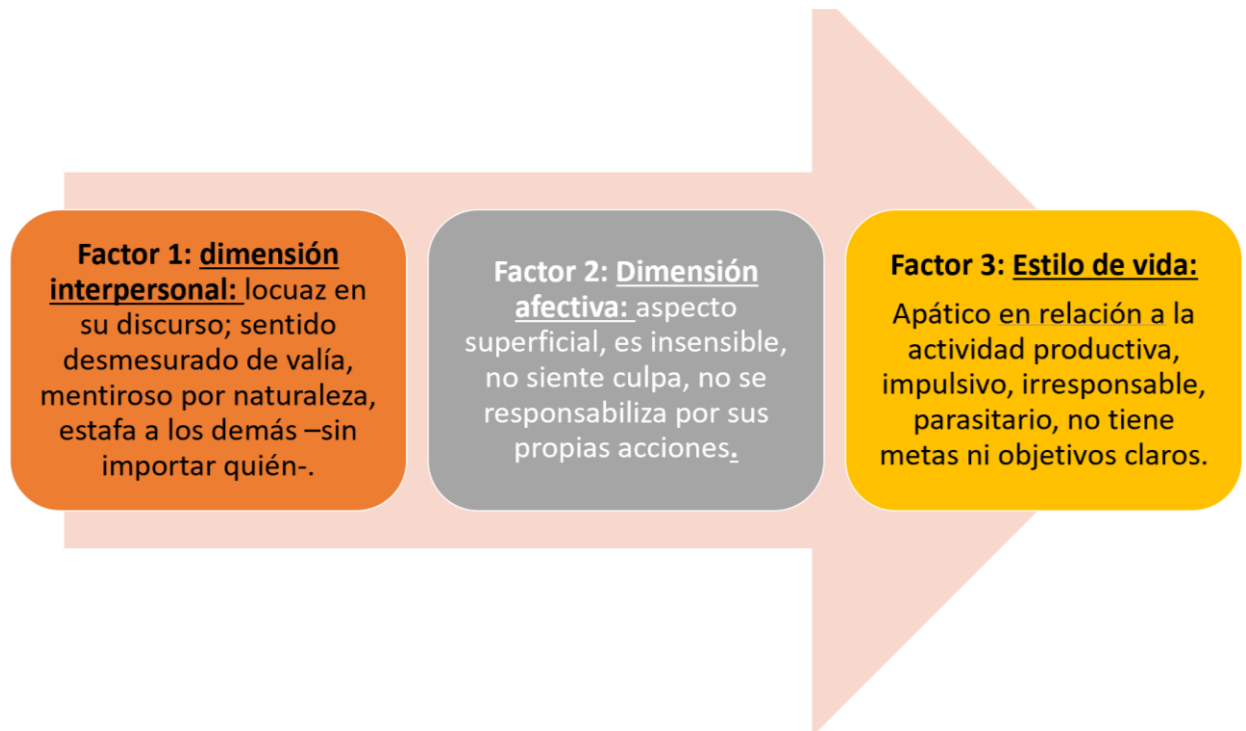 Factor 1: dimensión
interpersonal: locuaz en
su discurso; sentido
desmesurado de valía,
mentiroso por naturaleza,
estafa a los demás –sin
importar quién-.
Factor 2: Dimensión
afectiva: aspecto
superficial, es insensible,
no siente culpa, no se
responsabiliza por sus
propias acciones.
Factor 3: Estilo de vida:
Apático en relación a la
actividad productiva,
impulsivo, irresponsable,
parasitario, no tiene
metas ni objetivos claros.